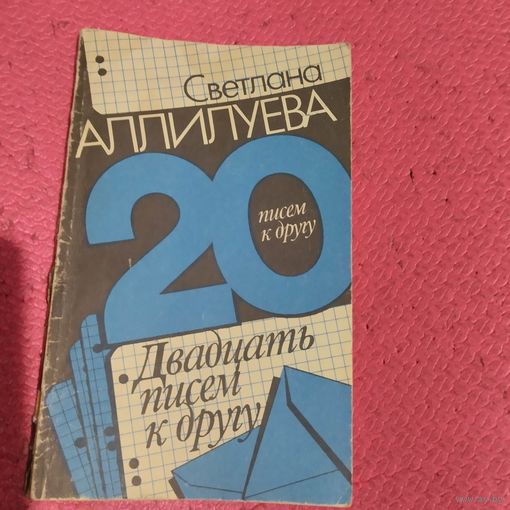 Светлана
АЛЛИЛУЕВА
20
писем
к другу
Двадцать
писем
к другу